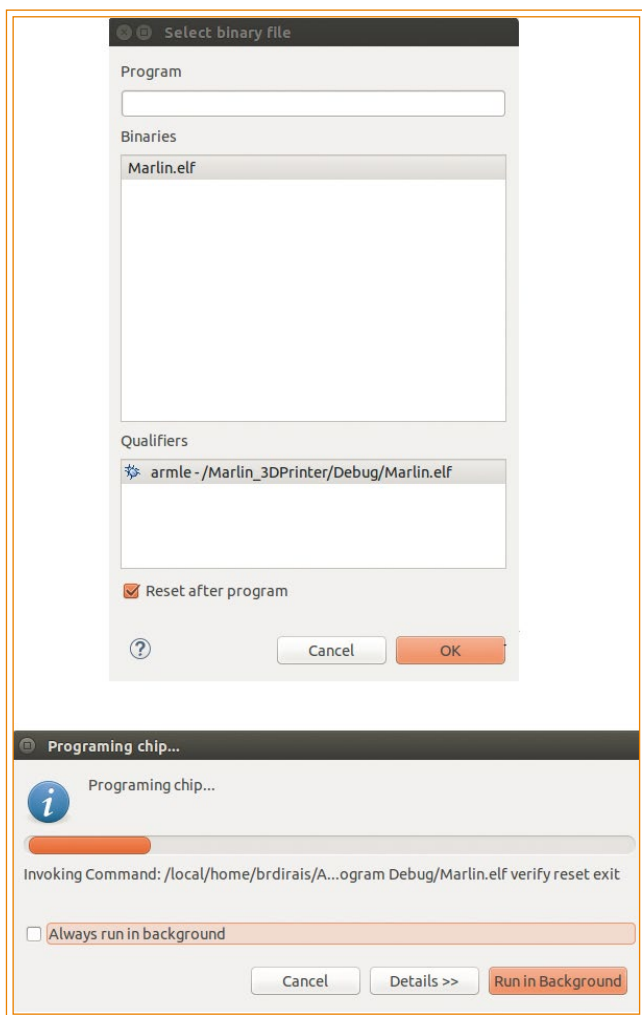 Select binary file
Program
Binaries
Marlin.elf
Qualifiers
armle - /Marlin_3DPrinter/Debug/Marlin.elf
Reset after program
?
Cancel
OK
Programing chip...
i
Programing chip...
Invoking Command: /local/home/brdirais/A...ogram Debug/Marlin.elf verify reset exit
Always run in background
Cancel
Details >>
Run in Background